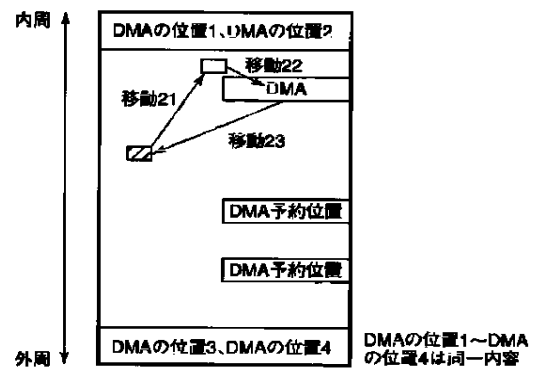 内周
DMAの位置1、DMAの位置2
移動22
DMA
移動21
移動23
DMA予約位置
DMA予約位置
DMAの位置3、DMAの位置4
外周
DMAの位置1〜DMA
の位置4は同一内容